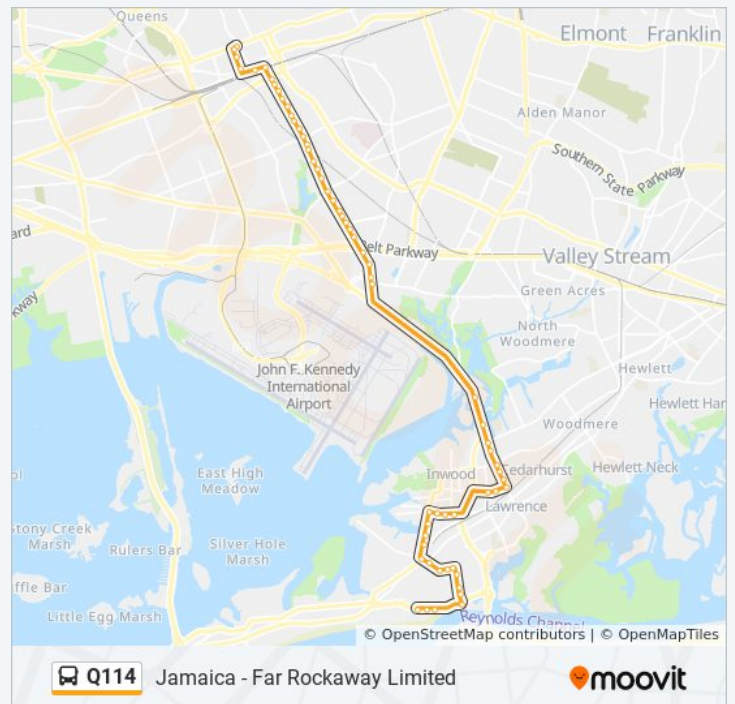 Queens
Elmont
Franklin
Alden Manor
Southern State Parkway
ard
Belt Parkway
Valley Stream
kway
Green Acres
North
Woodmere
John F. Kennedy
International
Airport
Hewlett
Hewlett Har
Woodmere
East High
Meadow
Inwood
Cedarhurst
Hewlett Neck
Lawrence
Stony Creek
Marsh
Rulers Bar
Silver Hole
Marsh
ffle Bar
Little Egg Marsh
Reynolds Channel
© OpenStreetMap contributors | © OpenMapTiles
Q114 Jamaica - Far Rockaway Limited
moovit